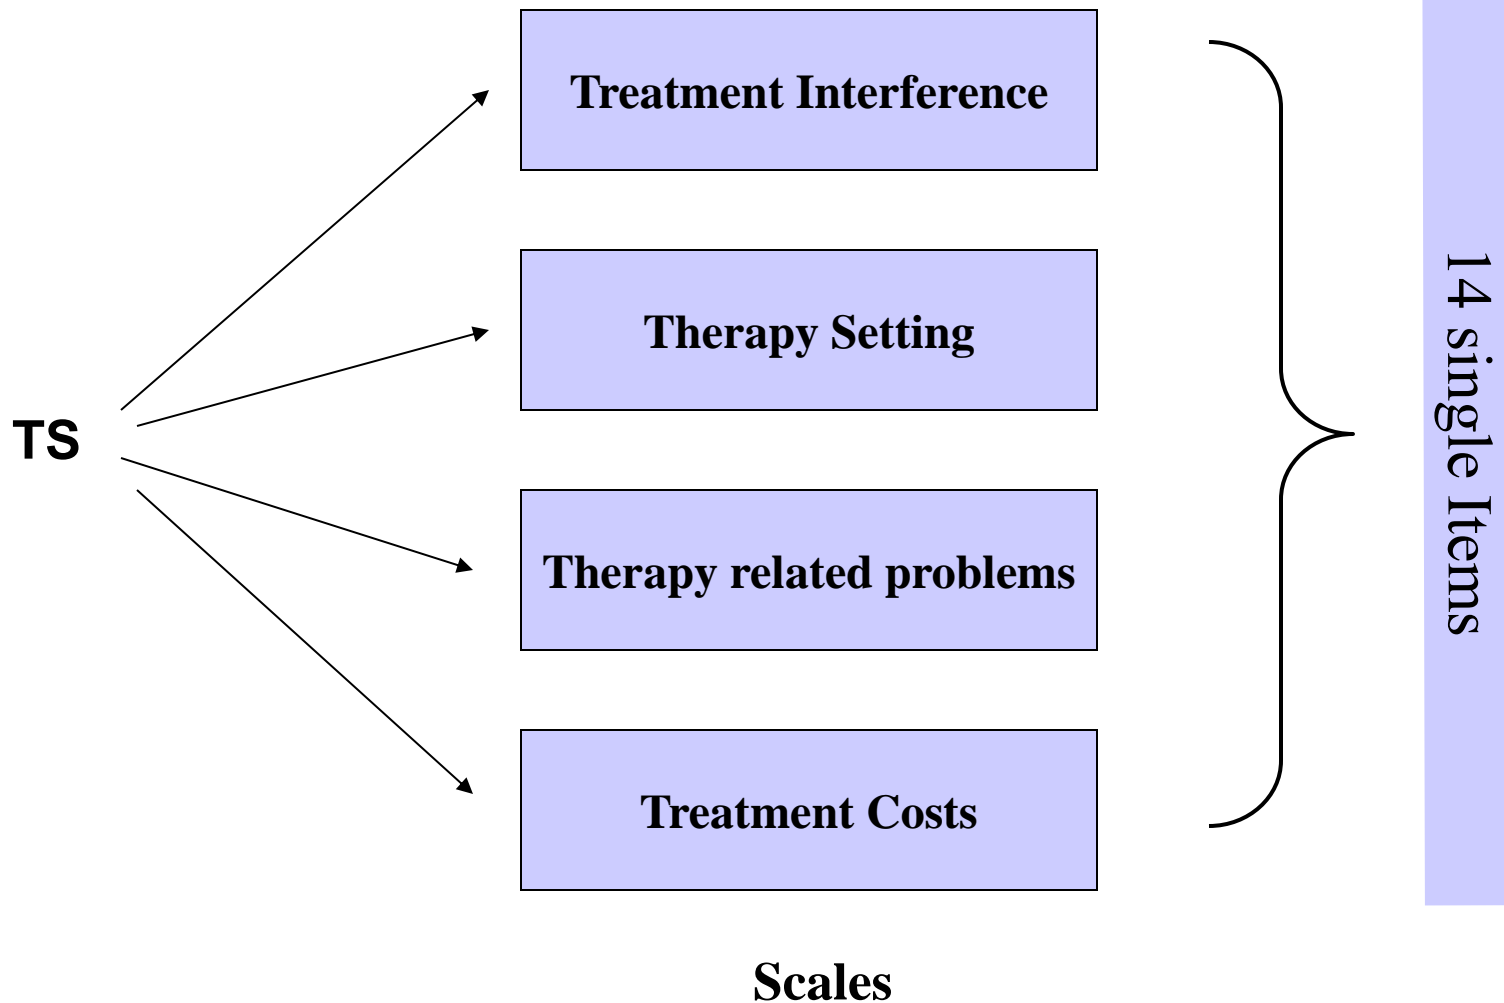 Treatment Interference
Therapy Setting
TS
Therapy related problems
Treatment Costs
14 single Items
Scales